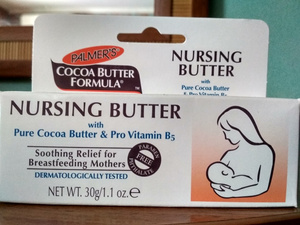 PALMER'S
COCOA BUTTER
FORMULA®
NURSING
BUTTER
with
Pure Cocoa Butter
& Pro Vitamin B5
NURSING BUTTER
with
Pure Cocoa Butter & Pro Vitamin B5
Soothing Relief for
Breastfeeding Mothers
DERMATOLOGICALLY TESTED
NET WT. 30g/1.1 oz.e
PARABEN
FREE
PHTHALATE